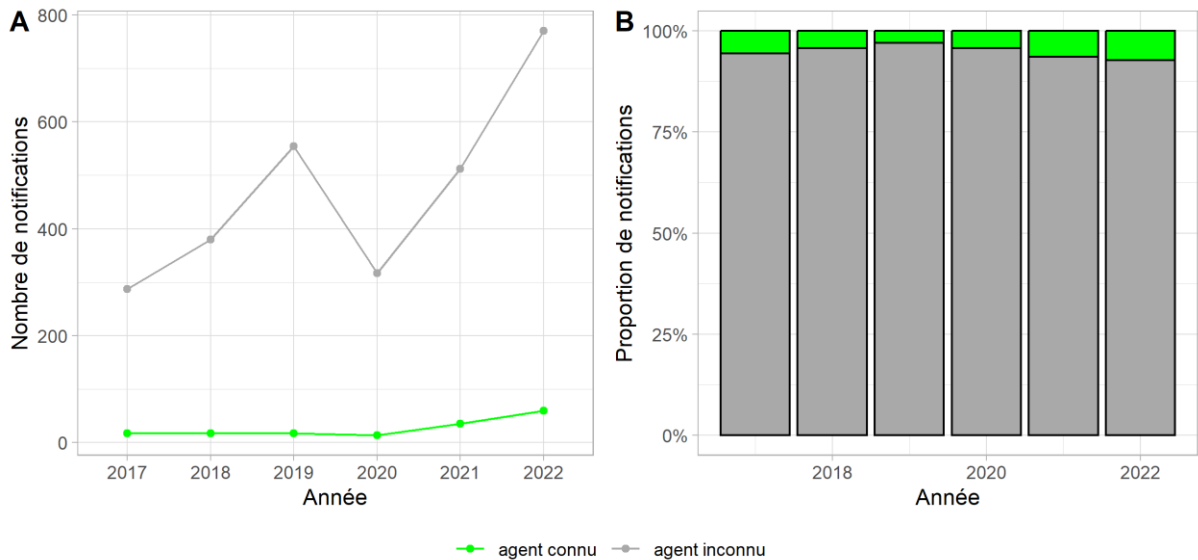 A
Nombre de notifications
800
600
400
200
0
2017 2018 2019 2020 2021 2022
Année
B
Proportion de notifications
100%
75%
50%
25%
0%
2018 2020 2022
Année
agent connu agent inconnu